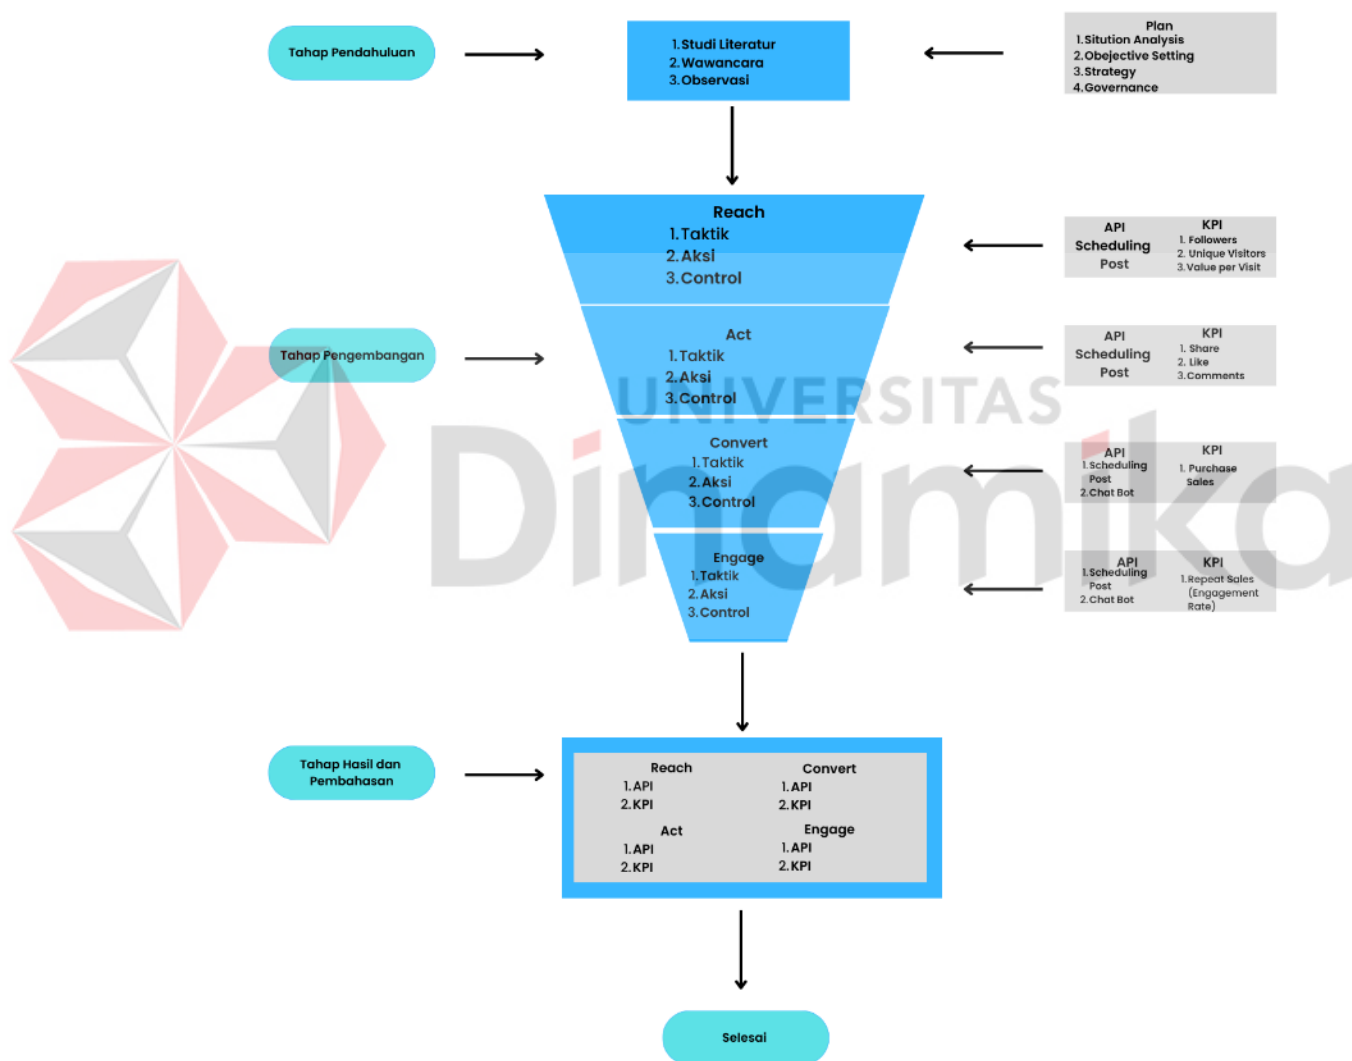 Tahap Pendahuluan
1.Studi Literatur
2.Wawancara
3.Observasi
Plan
1.Sitution Analysis
2.Obejective Setting
3.Strategy
4.Governance
Reach
1.Taktik
2.Aksi
3.Control
API
Scheduling
Post
KPI
1. Followers
2. Unique Visitors
3.Value per Visit
Tahap Pengembangan
Act
1.Taktik
2.Aksi
3.Control
API
Scheduling
Post
KPI
1. Share
2. Like
3.Comments
UNIVERSITAS
Dinamika
Convert
1.Taktik
2.Aksi
3.Control
API
1.Scheduling
Post
2.Chat Bot
KPI
1. Purchase
Sales
Engage
1.Taktik
2.Aksi
3.Control
API
1.Scheduling
Post
2.Chat Bot
KPI
1.Repeat Sales
(Engagement
Rate)
Tahap Hasil dan
Pembahasan
Reach
1.API
2.KPI
Convert
1.API
2.KPI
Act
1.API
2.KPI
Engage
1.API
2.KPI
Selesai